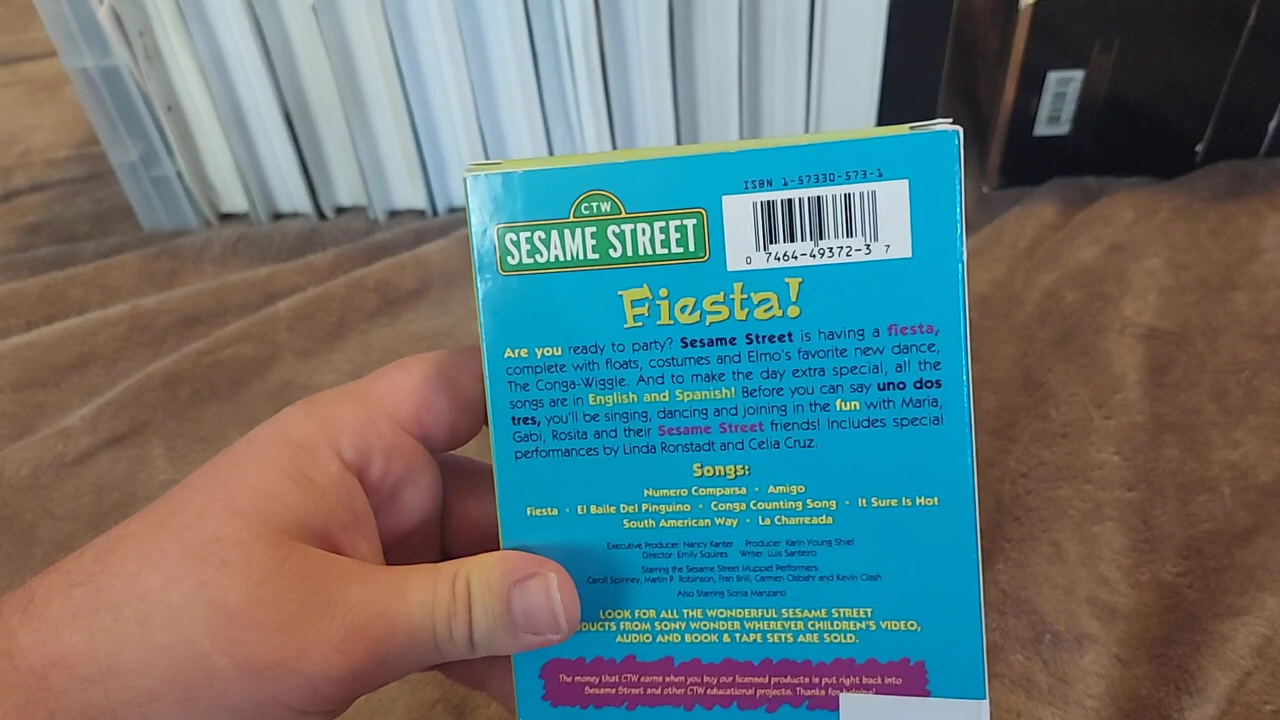 ISBN 1-57330-573-1
CTW
SESAME STREET
0 7464-49372-3 7
Fiesta!
Are you ready to party? Sesame Street is having a fiesta,
complete with floats, costumes and Elmo's favorite new dance,
The Conga-Wiggle. And to make the day extra special, all the
songs are in English and Spanish! Before you can say uno dos
tres, you'll be singing, dancing and joining in the fun with Maria,
Gabi, Rosita and their Sesame Street friends! Includes special
performances by Linda Ronstadt and Celia Cruz.
Songs:
Numero Comparsa • Amigo
Fiesta • El Baile Del Pinguino • Conga Counting Song • It Sure Is Hot
South American Way • La Charreada
Executive Producer: Nancy Kanter Producer: Karin Young Shiel
Director: Emily Squires Writer: Luis Santeiro
Starring the Sesame Street Muppet Performers
Caroll Spinney, Martin P. Robinson, Fran Brill, Carmen Osbahr and Kevin Clash
Also Starring Sonia Manzano
LOOK FOR ALL THE WONDERFUL SESAME STREET
DUCTS FROM SONY WONDER WHEREVER CHILDREN'S VIDEO,
AUDIO AND BOOK & TAPE SETS ARE SOLD.
The money that CTW earns when you buy our licensed products is put right back into
Sesame Street and other CTW educational projects. Thanks for helping!